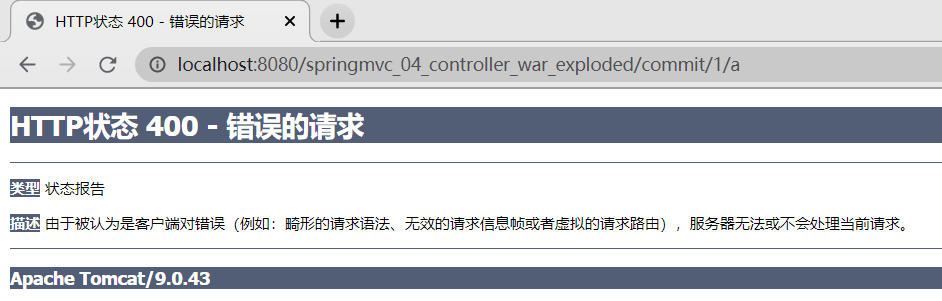 HTTP状态 400 - 错误的请求
localhost:8080/springmvc_04_controller_war_exploded/commit/1/a
HTTP状态 400 - 错误的请求
类型 状态报告
描述 由于被认为是客户端对错误（例如：畸形的请求语法、无效的请求信息帧或者虚拟的请求路由），服务器无法或不会处理当前请求。
Apache Tomcat/9.0.43